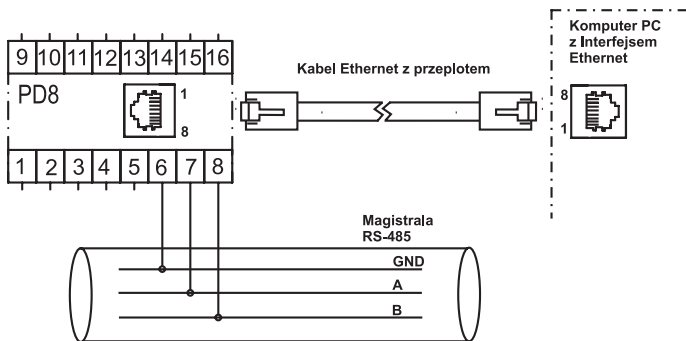 Komputer PC
z Interfejsem
Ethernet
9 10 11 12 13 14 15 16
Kabel Ethernet z przeplotem
PD8
1
8
8
1
1 2 3 4 5 6 7 8
Magistrala
RS-485
GND
A
B